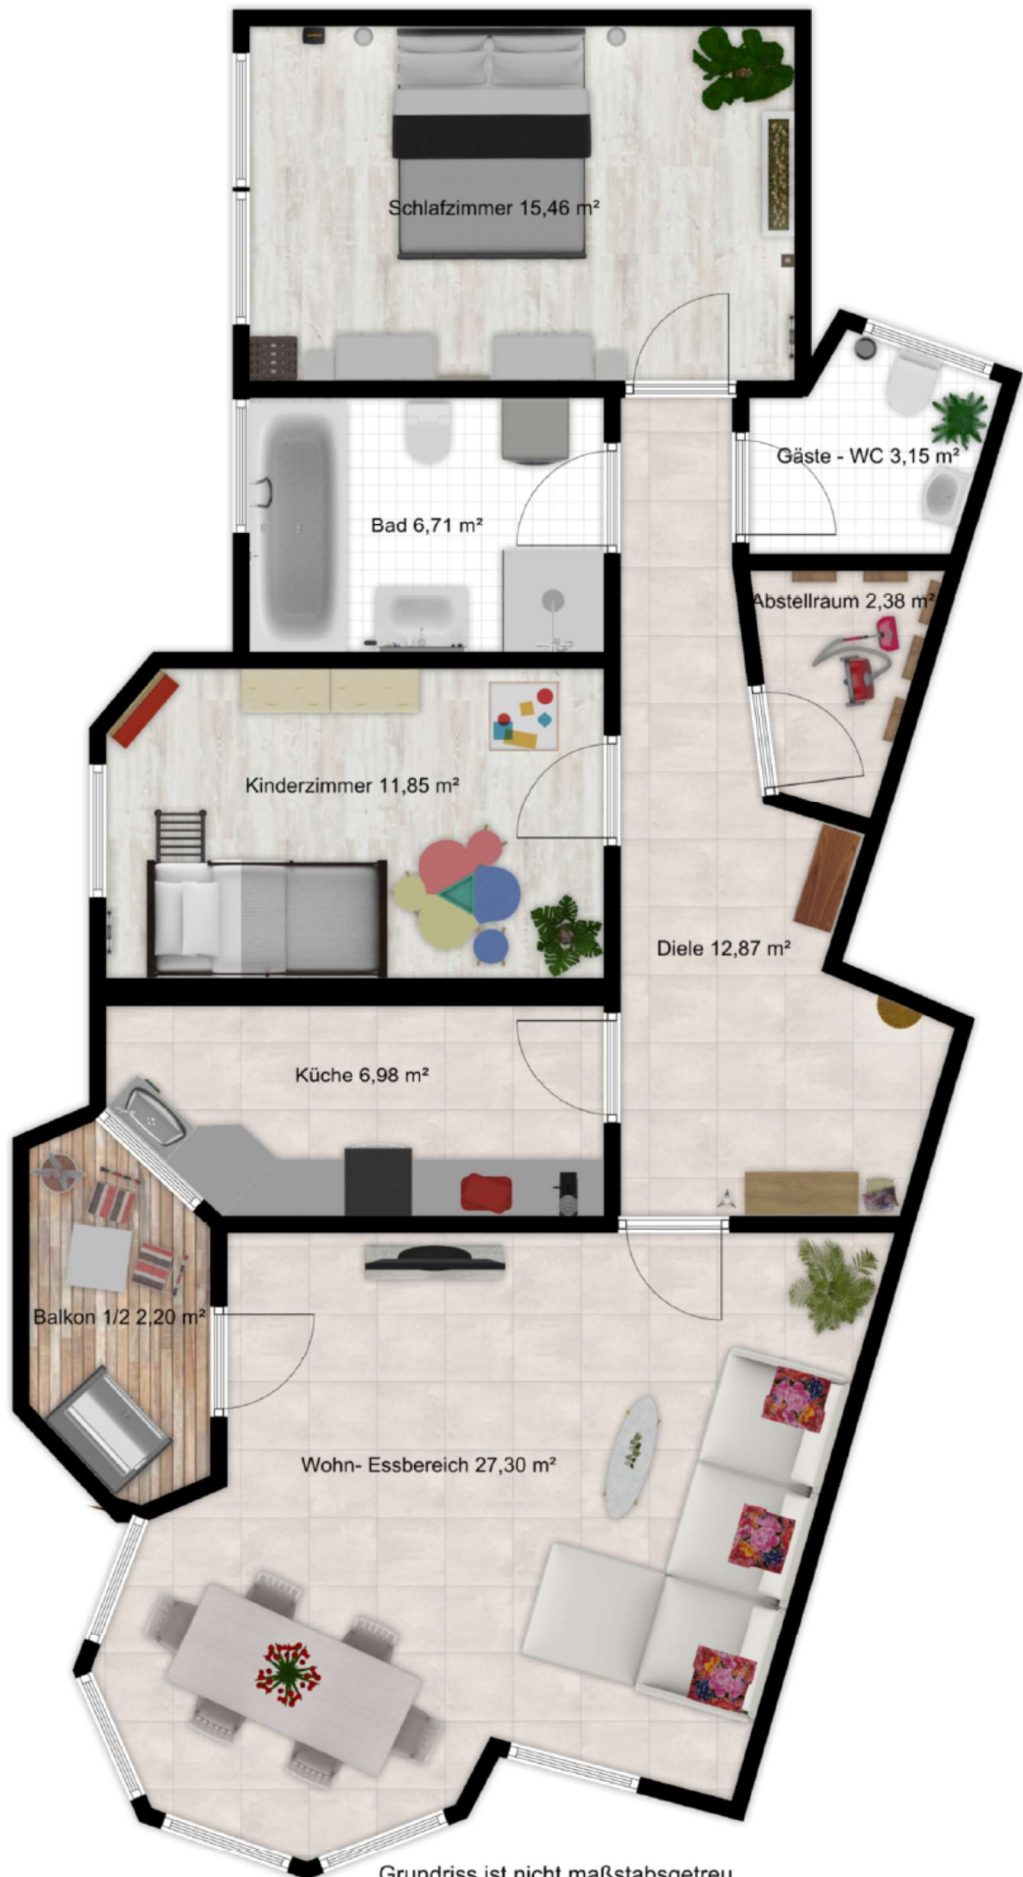 Schlafzimmer 15,46 m²
Gäste - WC 3,15 m²
Bad 6,71 m²
Abstellraum 2,38 m²
Kinderzimmer 11,85 m²
Diele 12,87 m²
Küche 6,98 m²
Balkon 1/2 2,20 m²
Wohn- Essbereich 27,30 m²
Grundriss ist nicht maßstabsgetreu